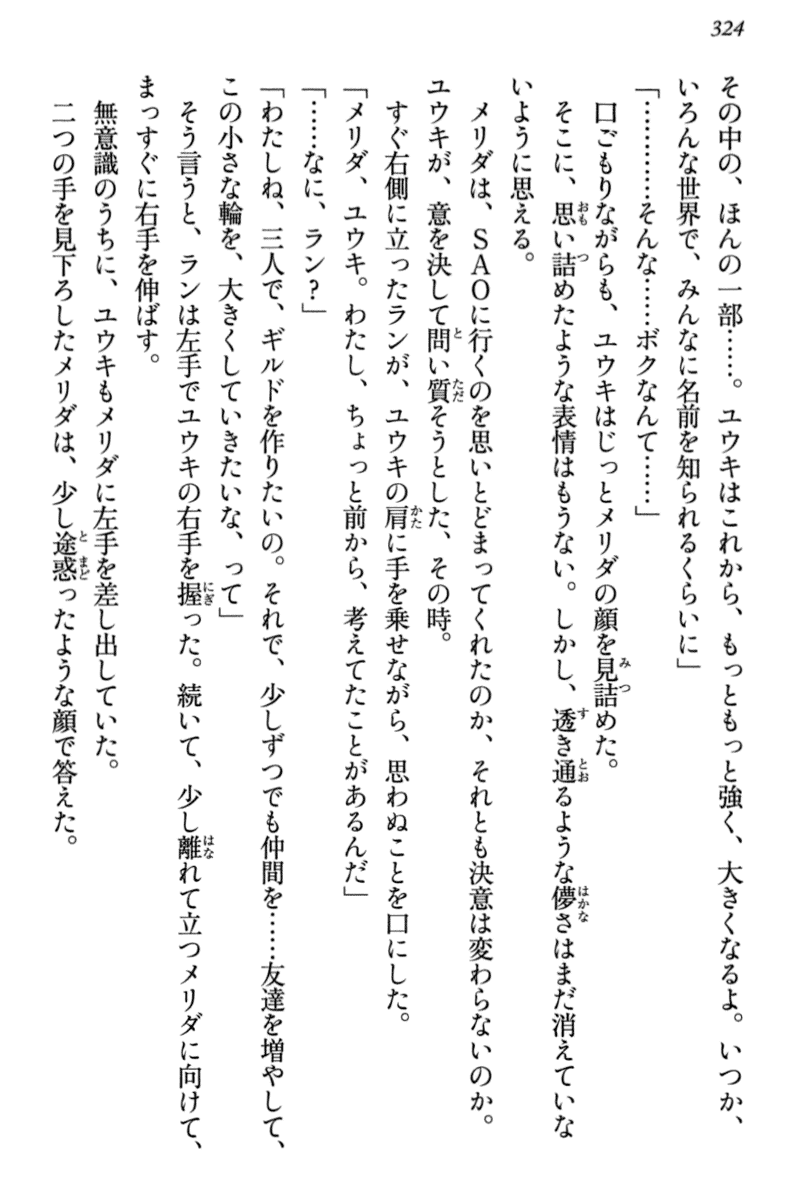 324
その中の、ほんの一部……。ユウキはこれから、もっともっと強く、大きくなるよ。いつか、
いろんな世界で、みんなに名前を知られるくらいに」
「…………そんな……ボクなんて……」
口ごもりながらも、ユウキはじっとメリダの顔を見詰めた。
そこに、思い詰めたような表情はもうない。しかし、透き通るような儚さはまだ消えていな
いように思える。
メリダは、SAOに行くのを思いとどまってくれたのか、それとも決意は変わらないのか。
ユウキが、意を決して問い質そうとした、その時。
すぐ右側に立ったランが、ユウキの肩に手を乗せながら、思わぬことを口にした。
「メリダ、ユウキ。わたし、ちょっと前から、考えてたことがあるんだ」
「……なに、ラン?」
「わたしね、三人で、ギルドを作りたいの。それで、少しずつでも仲間を……友達を増やして、
この小さな輪を、大きくしていきたいな、って」
そう言うと、ランは左手でユウキの右手を握った。続いて、少し離れて立つメリダに向けて、
まっすぐに右手を伸ばす。
無意識のうちに、ユウキもメリダに左手を差し出していた。
二つの手を見下ろしたメリダは、少し途惑ったような顔で答えた。